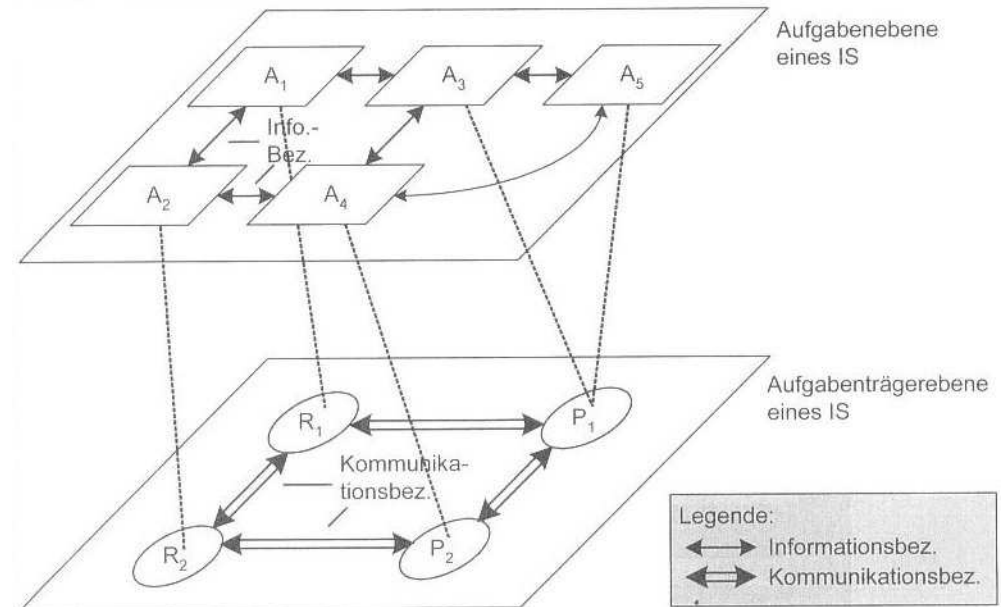 Aufgabenebene
eines IS
A1
A3
A5
Info.-
Bez.
A2
A4
Aufgabenträgerebene
eines IS
R1
P1
Kommunika-
tionsbez.
R2
P2
Legende:
Informationsbez.
Kommunikationsbez.